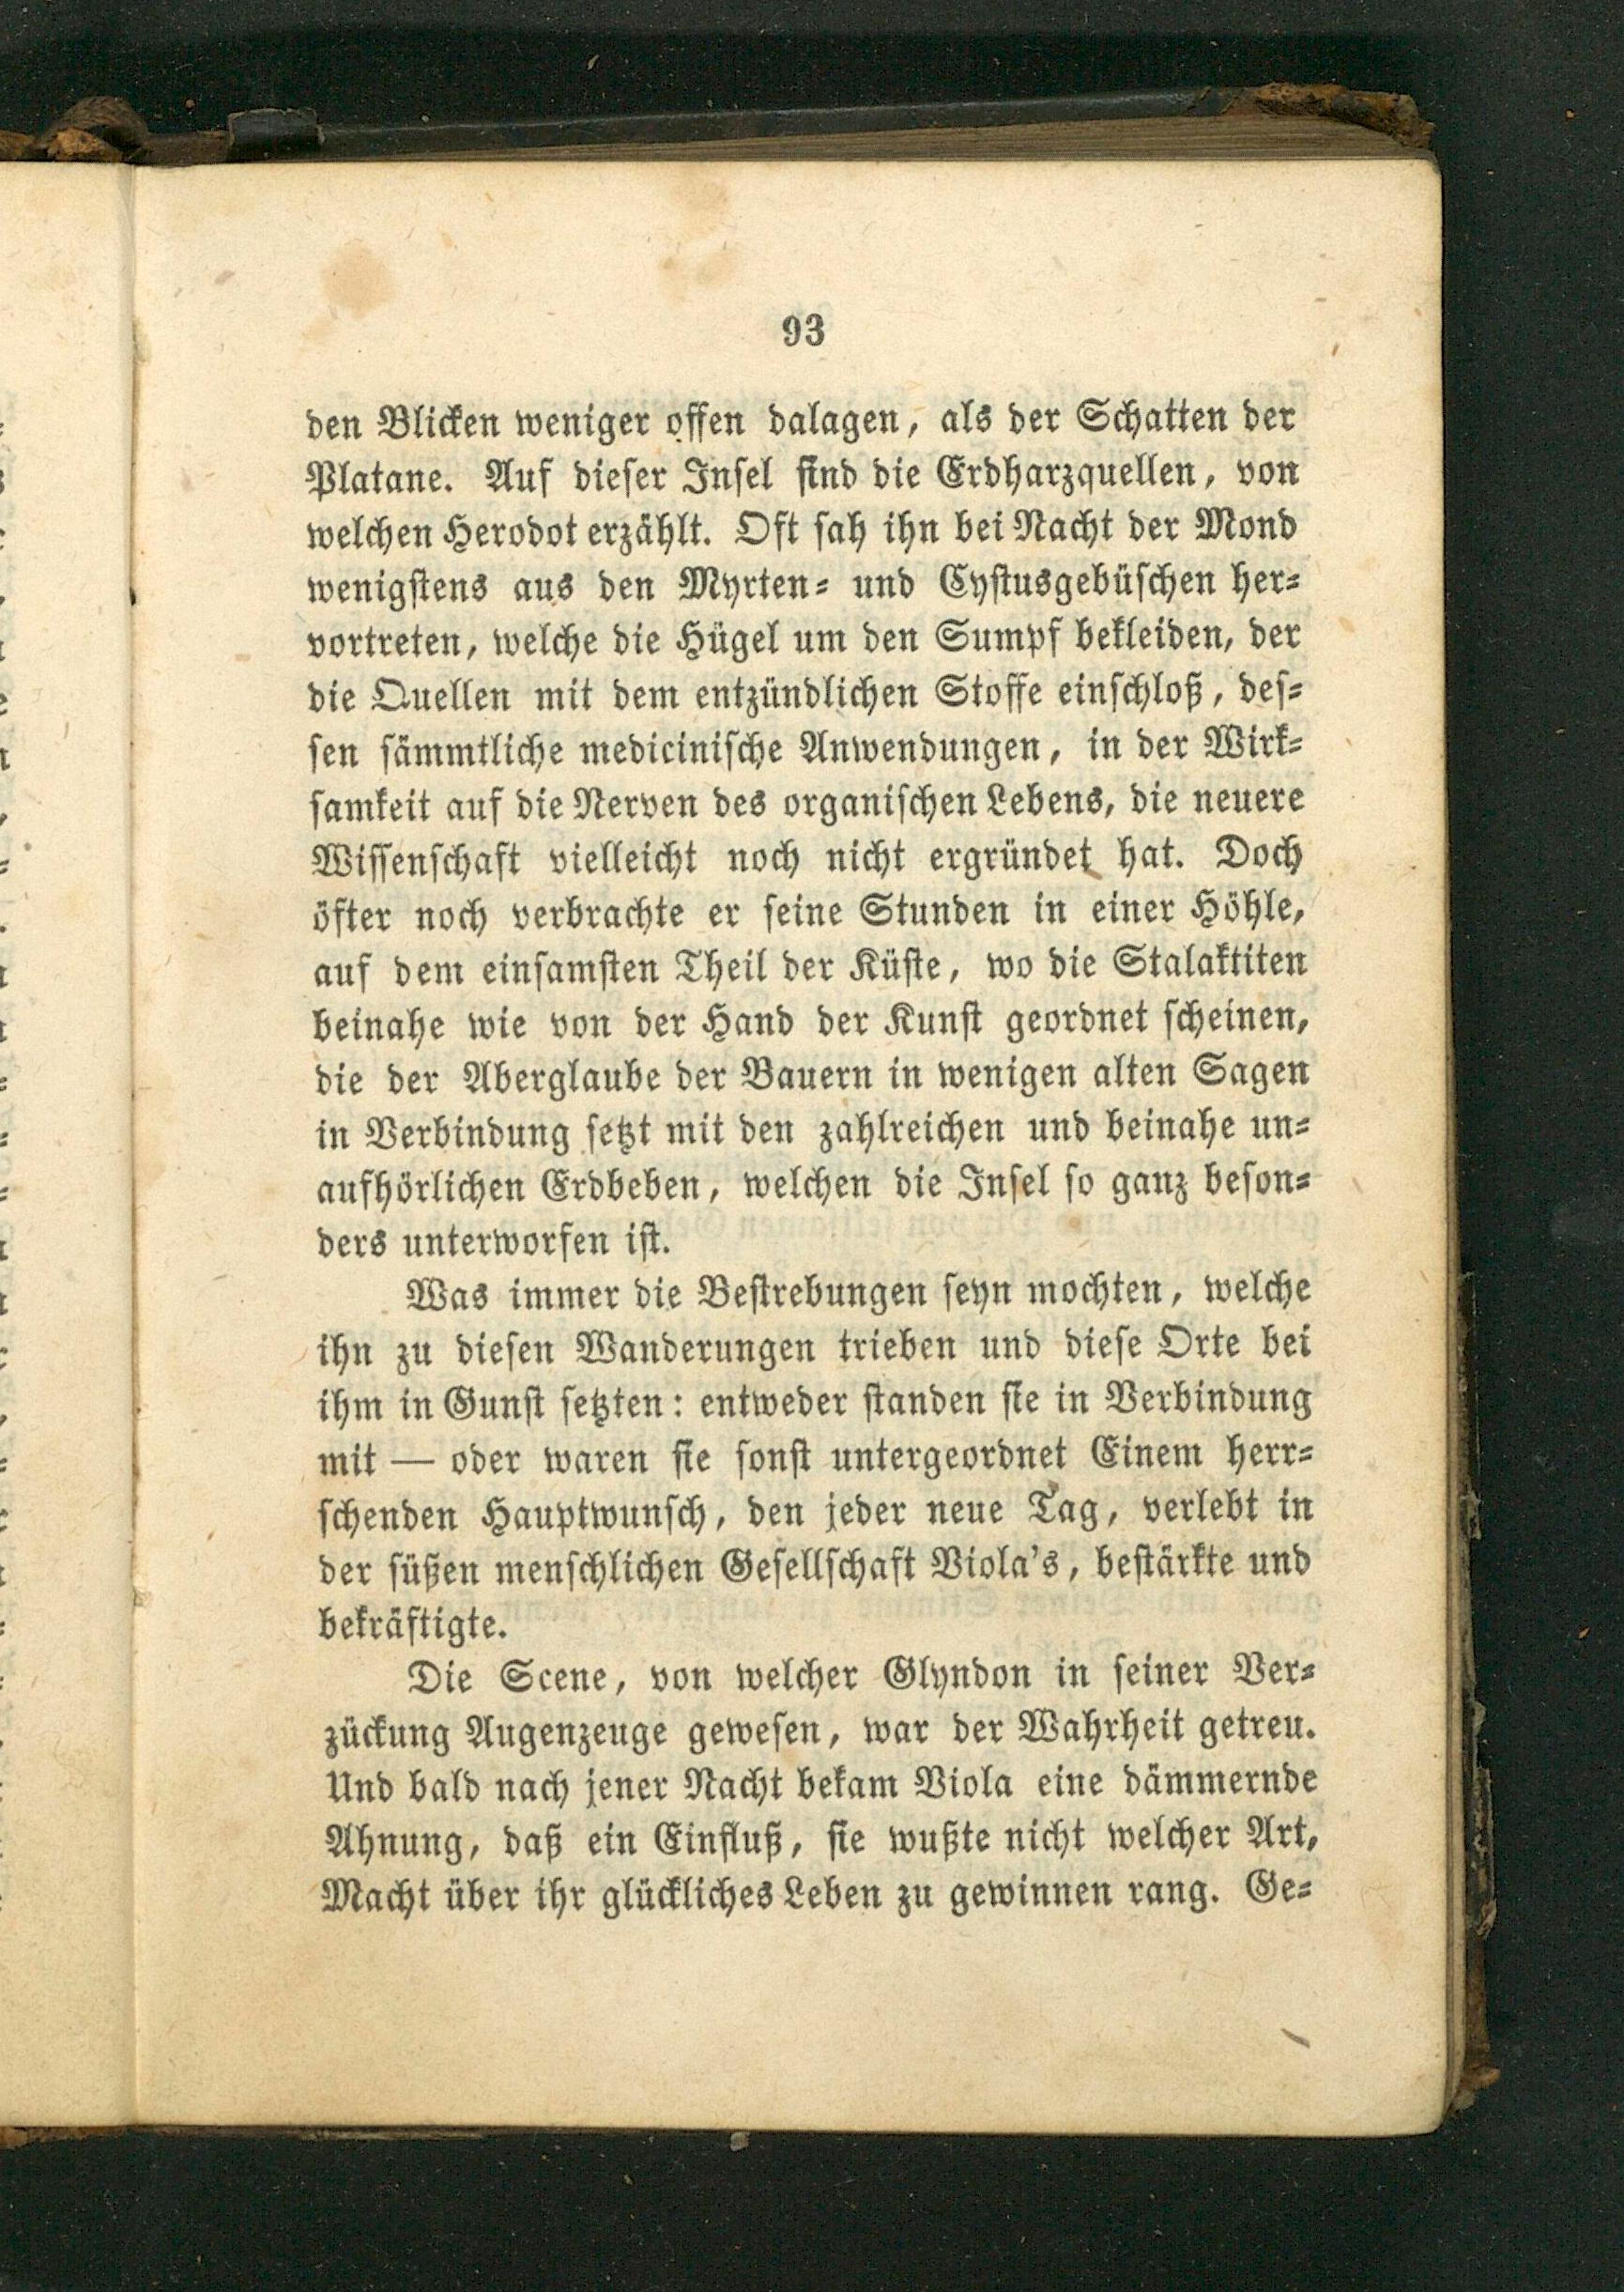 93
den Blicken weniger offen dalagen, als der Schatten der
Platane. Auf dieser Insel sind die Erdharzquellen, von
welchen Herodot erzählt. Oft sah ihn bei Nacht der Mond
wenigstens aus den Myrten- und Cystusgebüschen her-
vortreten, welche die Hügel um den Sumpf bekleiden, der
die Quellen mit dem entzündlichen Stoffe einschloß, des-
sen sämmtliche medicinische Anwendungen, in der Wirk-
samkeit auf die Nerven des organischen Lebens, die neuere
Wissenschaft vielleicht noch nicht ergründet hat. Doch
öfter noch verbrachte er seine Stunden in einer Höhle,
auf dem einsamsten Theil der Küste, wo die Stalaktiten
beinahe wie von der Hand der Kunst geordnet scheinen,
die der Aberglaube der Bauern in wenigen alten Sagen
in Verbindung setzt mit den zahlreichen und beinahe un-
aufhörlichen Erdbeben, welchen die Insel so ganz beson-
ders unterworfen ist.
Was immer die Bestrebungen seyn mochten, welche
ihn zu diesen Wanderungen trieben und diese Orte bei
ihm in Gunst setzten: entweder standen sie in Verbindung
mit — oder waren sie sonst untergeordnet Einem herr-
schenden Hauptwunsch, den jeder neue Tag, verlebt in
der süßen menschlichen Gesellschaft Viola's, bestärkte und
bekräftigte.
Die Scene, von welcher Glyndon in seiner Ver-
zückung Augenzeuge gewesen, war der Wahrheit getreu.
Und bald nach jener Nacht bekam Viola eine dämmernde
Ahnung, daß ein Einfluß, sie wußte nicht welcher Art,
Macht über ihr glückliches Leben zu gewinnen rang. Ge-